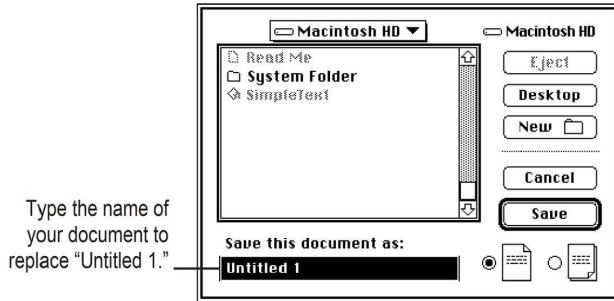 Macintosh HD
Macintosh HD
Read Me
System Folder
SimpleText
Eject
Desktop
New
Cancel
Save
Type the name of
your document to
replace “Untitled 1.”
Save this document as:
Untitled 1